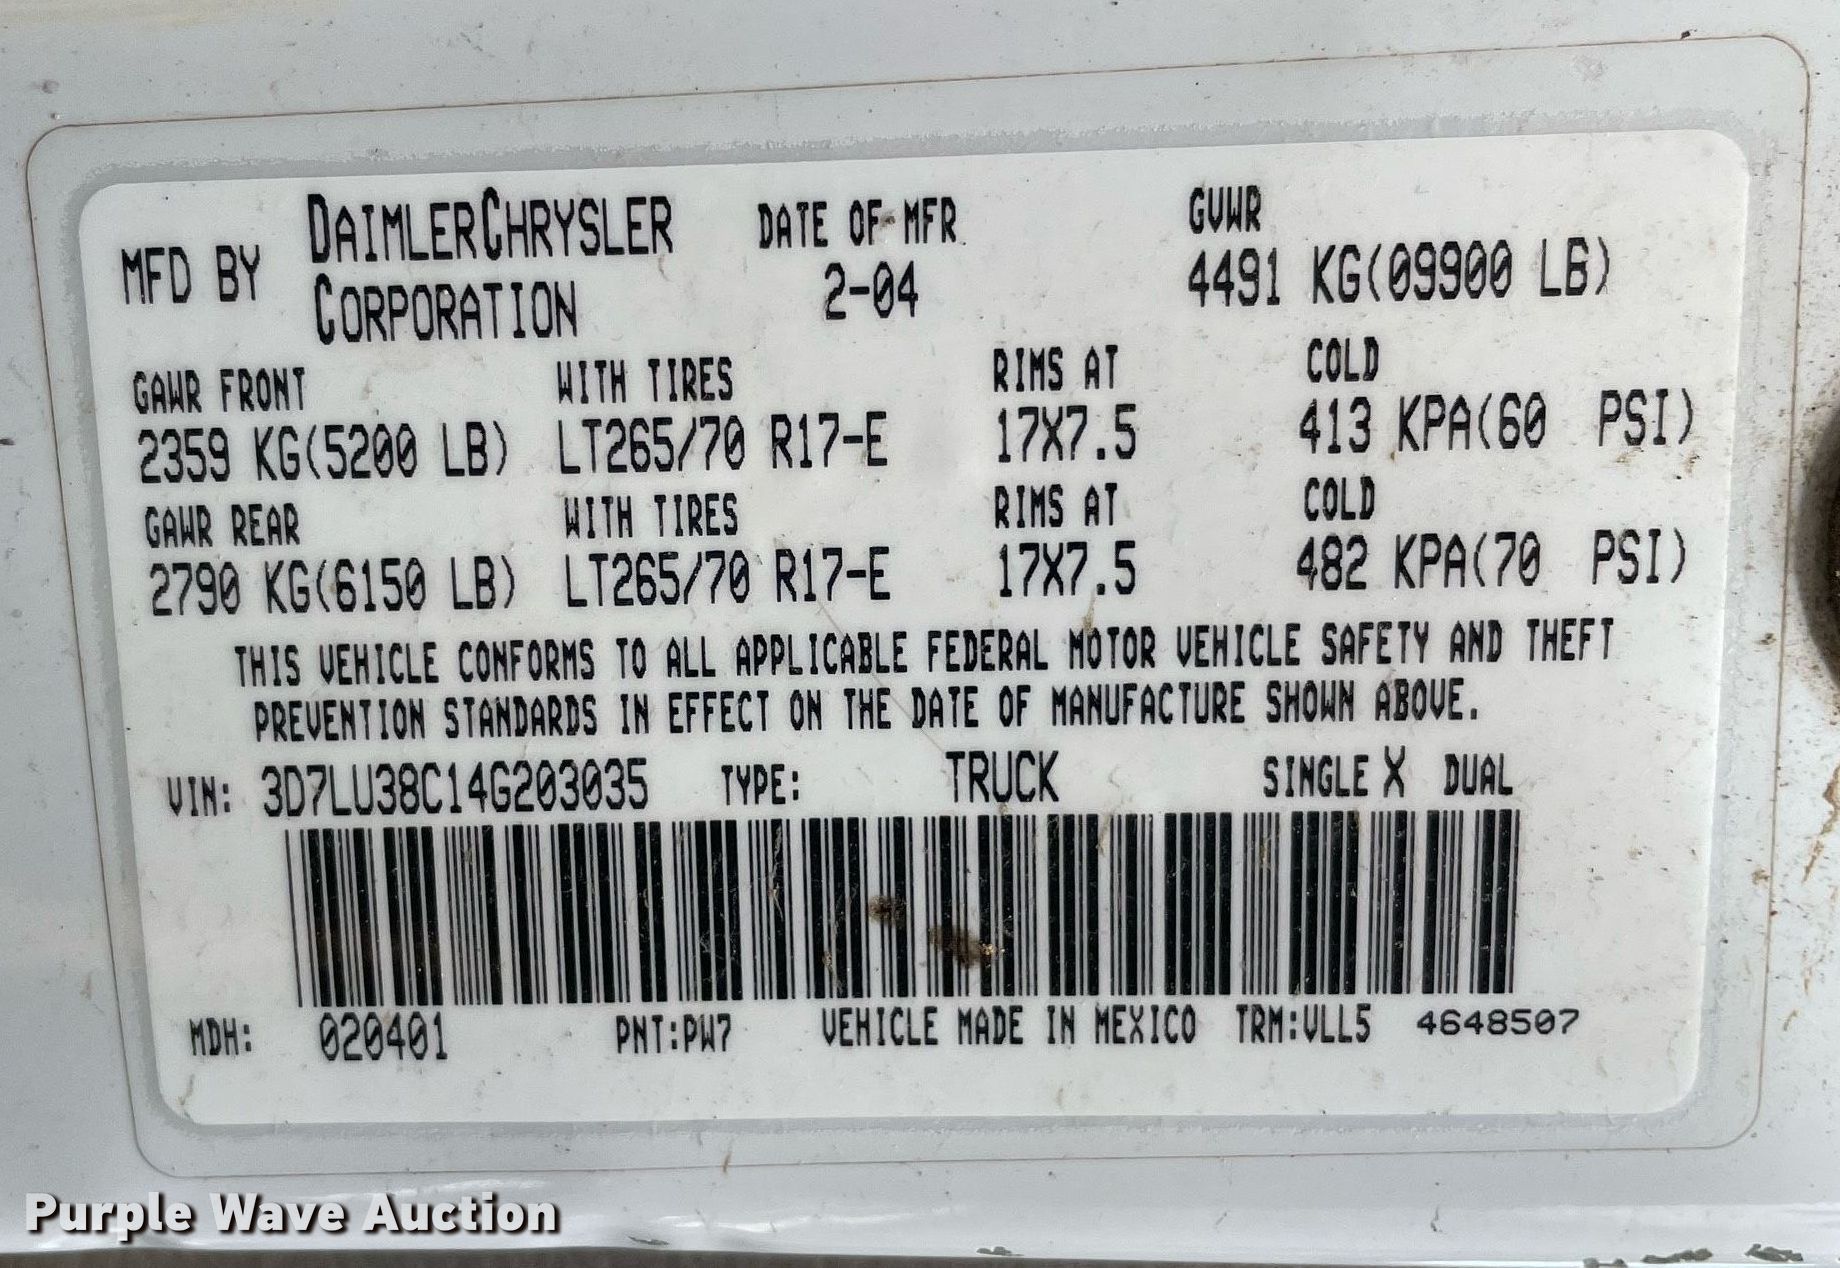 MFD BY DAIMLERCHRYSLER CORPORATION
DATE OF MFR 2-04
GVWR 4491 KG(09900 LB)
GAWR FRONT WITH TIRES RIMS AT COLD
2359 KG(5200 LB) LT265/70 R17-E 17X7.5 413 KPA(60 PSI)
GAWR REAR WITH TIRES RIMS AT COLD
2790 KG(6150 LB) LT265/70 R17-E 17X7.5 482 KPA(70 PSI)
THIS VEHICLE CONFORMS TO ALL APPLICABLE FEDERAL MOTOR VEHICLE SAFETY AND THEFT
PREVENTION STANDARDS IN EFFECT ON THE DATE OF MANUFACTURE SHOWN ABOVE.
VIN: 3D7LU38C14G203035 TYPE: TRUCK SINGLE X DUAL
MDH: 020401 PNT:PW7 VEHICLE MADE IN MEXICO TRM:VLL5 4648507
Purple Wave Auction